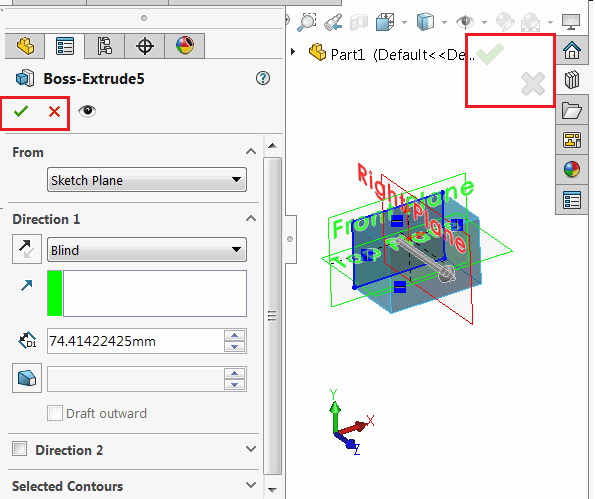 Part1 (Default<<De...
Boss-Extrude5
From
Sketch Plane
Direction 1
Blind
D1
74.41422425mm
Draft outward
Direction 2
Selected Contours
Right Plane
Front Plane
Top Plane
Y
X
Z